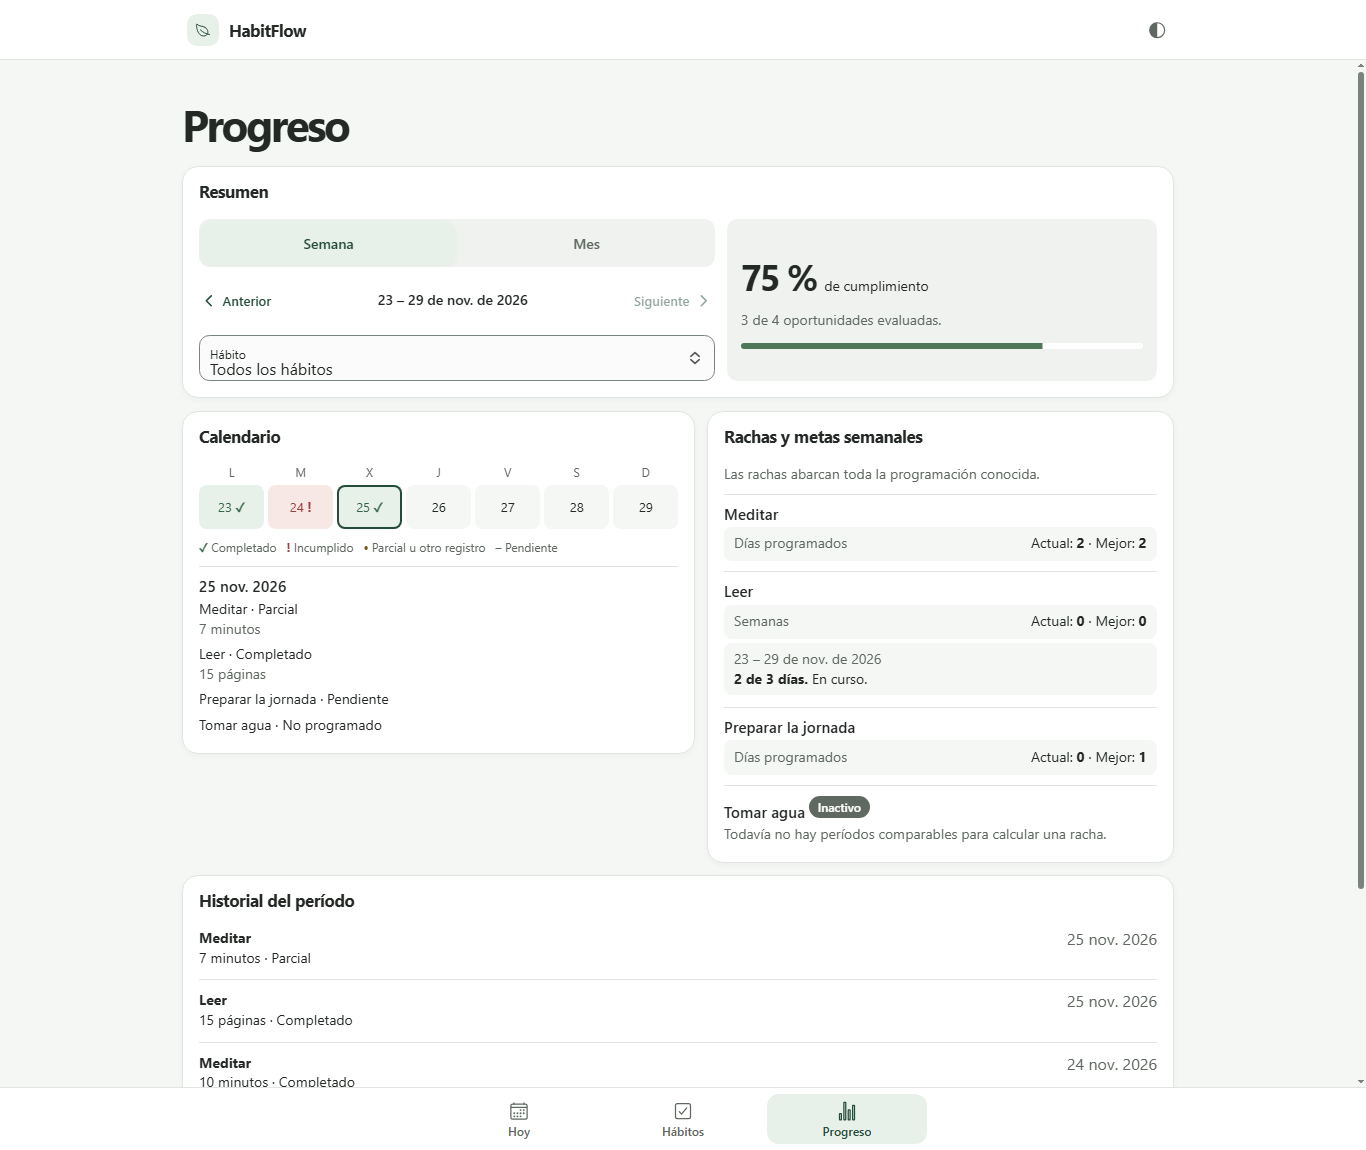 HabitFlow
Progreso
Resumen
Semana Mes
Anterior 23 – 29 de nov. de 2026 Siguiente
Hábito
Todos los hábitos
75 % de cumplimiento
3 de 4 oportunidades evaluadas.
Calendario
L M X J V S D
23 ✓ 24 ! 25 ✓ 26 27 28 29
✓ Completado ! Incumplido • Parcial u otro registro – Pendiente
25 nov. 2026
Meditar · Parcial
7 minutos
Leer · Completado
15 páginas
Preparar la jornada · Pendiente
Tomar agua · No programado
Rachas y metas semanales
Las rachas abarcan toda la programación conocida.
Meditar
Días programados Actual: 2 · Mejor: 2
Leer
Semanas Actual: 0 · Mejor: 0
23 – 29 de nov. de 2026
2 de 3 días. En curso.
Preparar la jornada
Días programados Actual: 0 · Mejor: 1
Tomar agua Inactivo
Todavía no hay períodos comparables para calcular una racha.
Historial del período
Meditar 25 nov. 2026
7 minutos · Parcial
Leer 25 nov. 2026
15 páginas · Completado
Meditar 24 nov. 2026
10 minutos · Completado
Hoy Hábitos Progreso